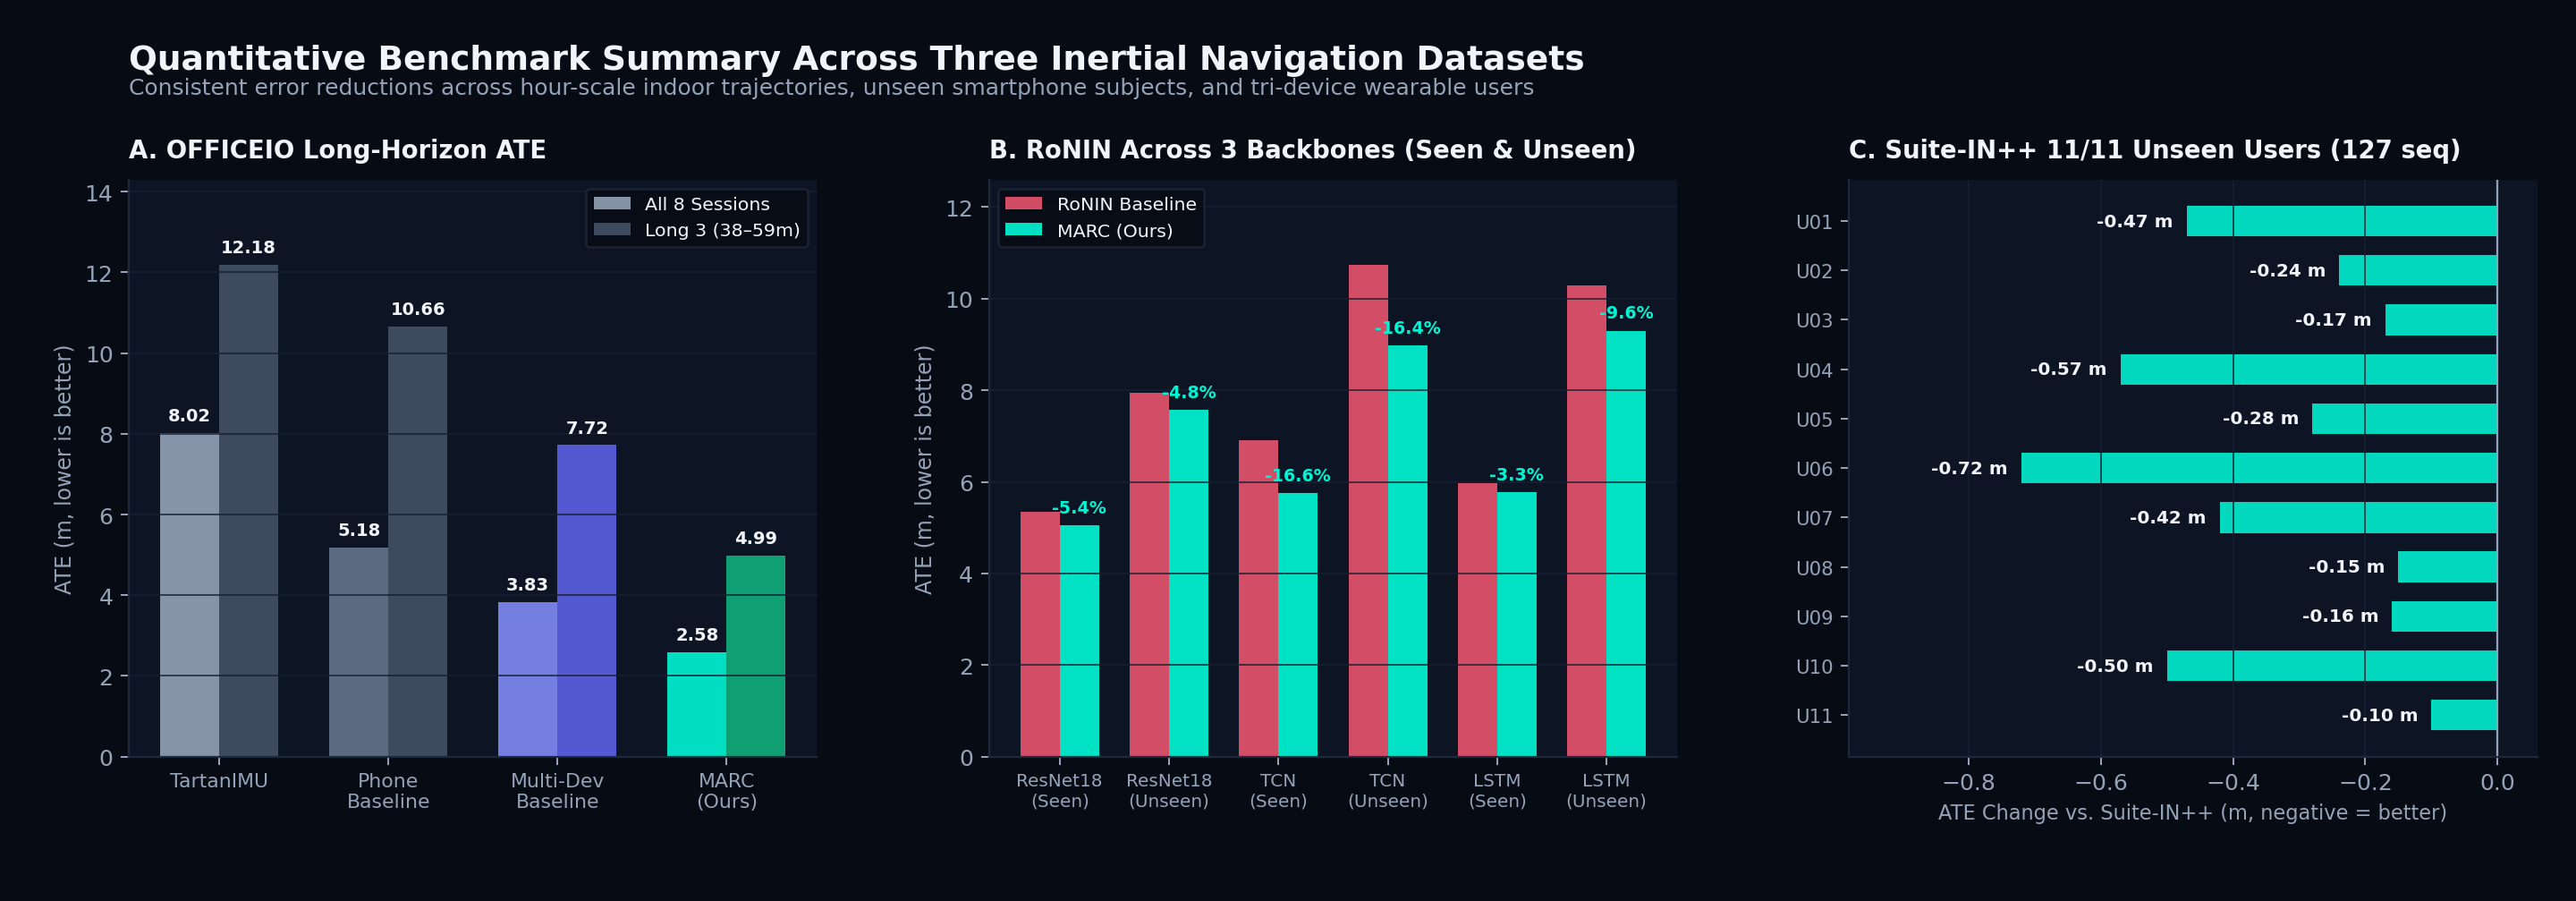 Quantitative Benchmark Summary Across Three Inertial Navigation Datasets
Consistent error reductions across hour-scale indoor trajectories, unseen smartphone subjects, and tri-device wearable users
A. OFFICEIO Long-Horizon ATE
ATE (m, lower is better)
14
12
10
8
6
4
2
0
All 8 Sessions
Long 3 (38–59m)
8.02
12.18
5.18
10.66
3.83
7.72
2.58
4.99
TartanIMU
Phone
Baseline
Multi-Dev
Baseline
MARC
(Ours)
B. RoNIN Across 3 Backbones (Seen & Unseen)
ATE (m, lower is better)
12
10
8
6
4
2
0
RoNIN Baseline
MARC (Ours)
-5.4%
-4.8%
-16.6%
-16.4%
-3.3%
-9.6%
ResNet18
(Seen)
ResNet18
(Unseen)
TCN
(Seen)
TCN
(Unseen)
LSTM
(Seen)
LSTM
(Unseen)
C. Suite-IN++ 11/11 Unseen Users (127 seq)
U01 -0.47 m
U02 -0.24 m
U03 -0.17 m
U04 -0.57 m
U05 -0.28 m
U06 -0.72 m
U07 -0.42 m
U08 -0.15 m
U09 -0.16 m
U10 -0.50 m
U11 -0.10 m
−0.8 −0.6 −0.4 −0.2 0.0
ATE Change vs. Suite-IN++ (m, negative = better)